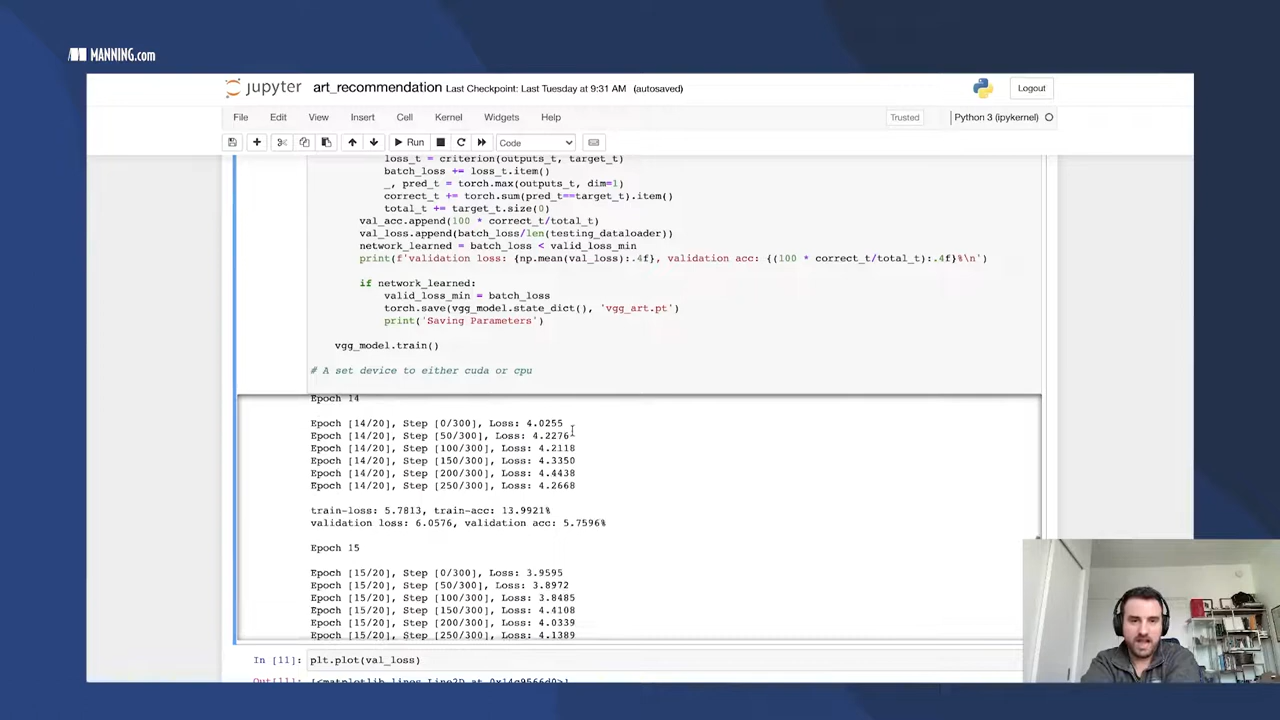 MANNING.com
jupyter art_recommendation Last Checkpoint: Last Tuesday at 9:31 AM (autosaved)
Logout
File Edit View Insert Cell Kernel Widgets Help
Trusted
Python 3 (ipykernel)
Run
Code
loss_t = criterion(outputs_t, target_t)
batch_loss += loss_t.item()
_, pred_t = torch.max(outputs_t, dim=1)
correct_t += torch.sum(pred_t==target_t).item()
total_t += target_t.size(0)
val_acc.append(100 * correct_t/total_t)
val_loss.append(batch_loss/len(testing_dataloader))
network_learned = batch_loss < valid_loss_min
print(f'validation loss: {np.mean(val_loss):.4f}, validation acc: {(100 * correct_t/total_t):.4f}%\n')
if network_learned:
valid_loss_min = batch_loss
torch.save(vgg_model.state_dict(), 'vgg_art.pt')
print('Saving Parameters')
vgg_model.train()
# A set device to either cuda or cpu
Epoch 14
Epoch [14/20], Step [0/300], Loss: 4.0255
Epoch [14/20], Step [50/300], Loss: 4.2276
Epoch [14/20], Step [100/300], Loss: 4.2118
Epoch [14/20], Step [150/300], Loss: 4.3350
Epoch [14/20], Step [200/300], Loss: 4.4438
Epoch [14/20], Step [250/300], Loss: 4.2668
train-loss: 5.7813, train-acc: 13.9921%
validation loss: 6.0576, validation acc: 5.7596%
Epoch 15
Epoch [15/20], Step [0/300], Loss: 3.9595
Epoch [15/20], Step [50/300], Loss: 3.8972
Epoch [15/20], Step [100/300], Loss: 3.8485
Epoch [15/20], Step [150/300], Loss: 4.4108
Epoch [15/20], Step [200/300], Loss: 4.0339
Epoch [15/20], Step [250/300], Loss: 4.1389
In [11]: plt.plot(val_loss)
Out[11]: [<matplotlib.lines.Line2D at 0x14c9566d0>]